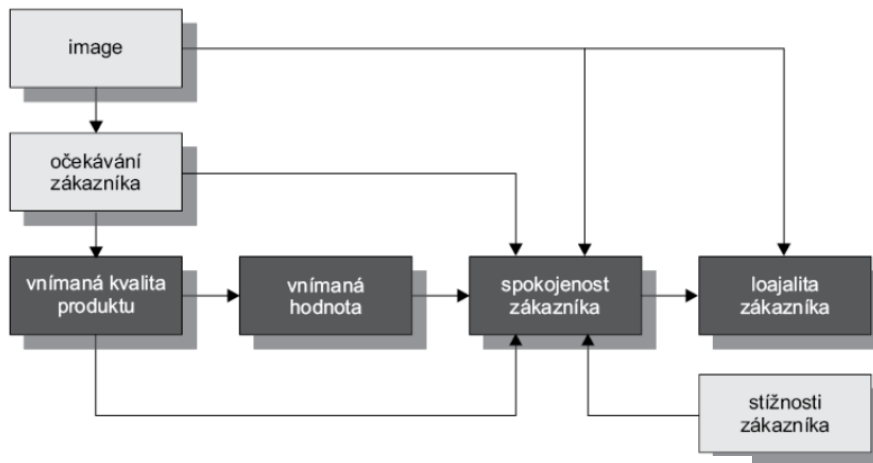 image
očekávání
zákazníka
vnímaná kvalita
produktu
vnímaná
hodnota
spokojenost
zákazníka
loajalita
zákazníka
stížnosti
zákazníka